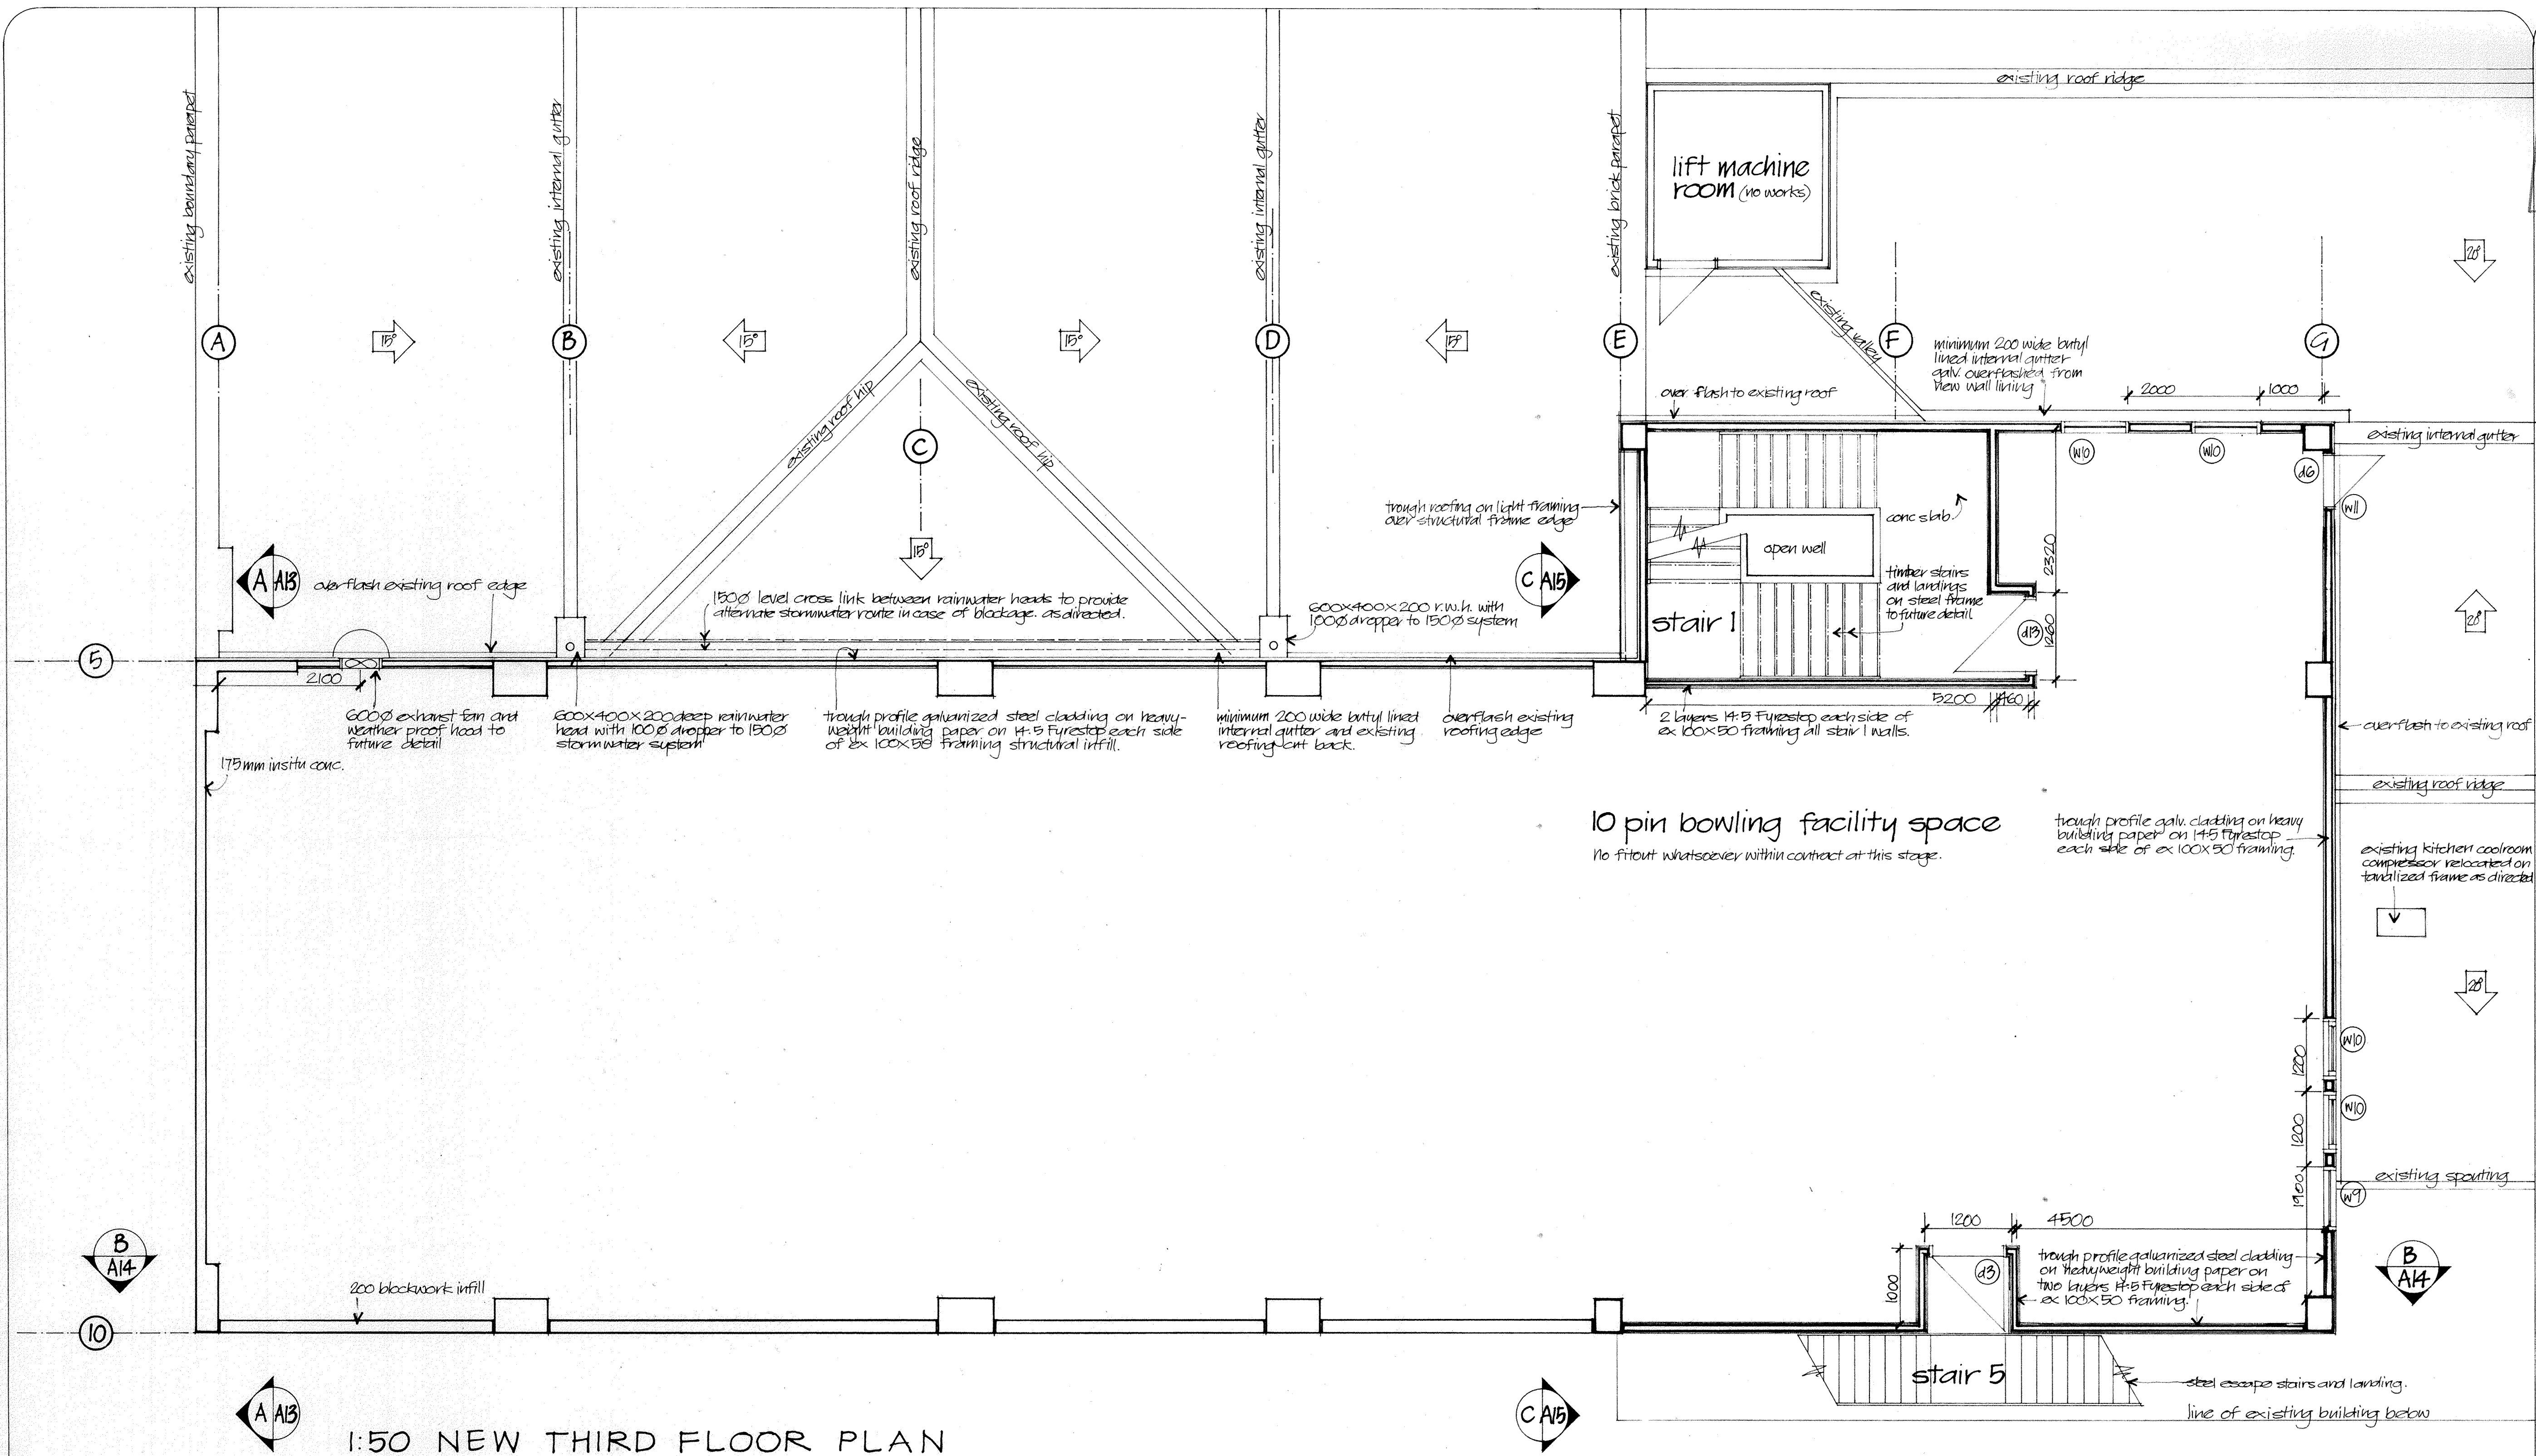 existing roof ridge
existing boundary parapet
existing internal gutter
existing roof ridge
existing internal gutter
existing brick parapet
lift machine
room (no works)
20°
A
15°
B
15°
15°
D
15°
E
existing valley
F
G
minimum 200 wide butyl
lined internal gutter
galv. overflashed from
new wall lining
over flash to existing roof
2000
1000
existing roof hip
existing roof hip
C
15°
existing internal gutter
W10
W10
d6
W11
trough roofing on light framing
over structural frame edge
conc slab
open well
2320
A A13
overflash existing roof edge
150Ø level cross link between rainwater heads to provide
alternate stormwater route in case of blockage. as directed.
C A15
600x400x200 r.w.h. with
100Ø dropper to 150Ø system
stair 1
timber stairs
and landings
on steel frame
to future detail
d13
1260
20°
5
2100
600Ø exhaust fan and
weather proof hood to
future detail
600x400x200 deep rainwater
head with 100Ø dropper to 150Ø
stormwater system
trough profile galvanized steel cladding on heavy-
weight building paper on 14.5 Fyrestop each side
of ex 100x50 framing structural infill.
minimum 200 wide butyl lined
internal gutter and existing
roofing cut back.
overflash existing
roofing edge
5200
460
2 layers 14.5 Fyrestop each side of
ex 100x50 framing all stair 1 walls.
overflash to existing roof
175mm insitu conc.
existing roof ridge
10 pin bowling facility space
no fitout whatsoever within contract at this stage.
trough profile galv. cladding on heavy
building paper on 14.5 Fyrestop
each side of ex 100x50 framing.
existing kitchen coolroom
compressor relocated on
tanalized frame as directed
20°
1200
W10
1200
W10
1900
W9
existing spouting
1200
4500
1000
d3
trough profile galvanized steel cladding
on heavyweight building paper on
two layers 14.5 Fyrestop each side of
ex 100x50 framing.
B
A14
B
A14
200 blockwork infill
10
stair 5
steel escape stairs and landing.
line of existing building below
A A13
C A15
1:50 NEW THIRD FLOOR PLAN